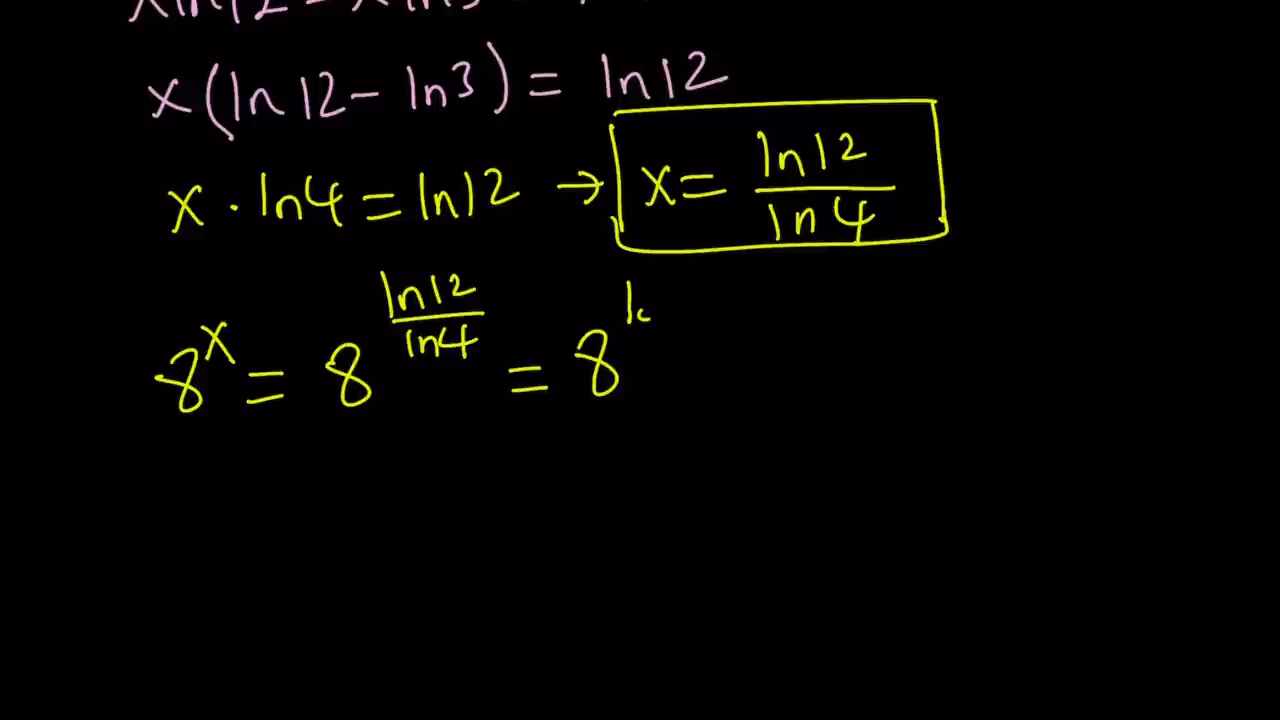 x(ln12 - ln3) = ln12
x · ln4 = ln12 → x = ln12/ln4
8^x = 8^(ln12/ln4) = 8